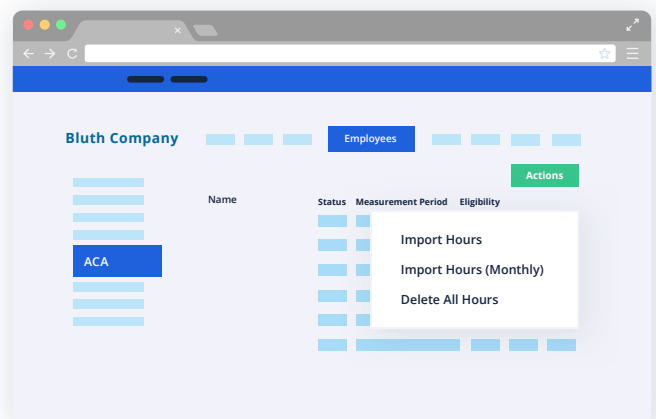 Bluth Company
Employees
Actions
Name
Status
Measurement Period
Eligibility
ACA
Import Hours
Import Hours (Monthly)
Delete All Hours